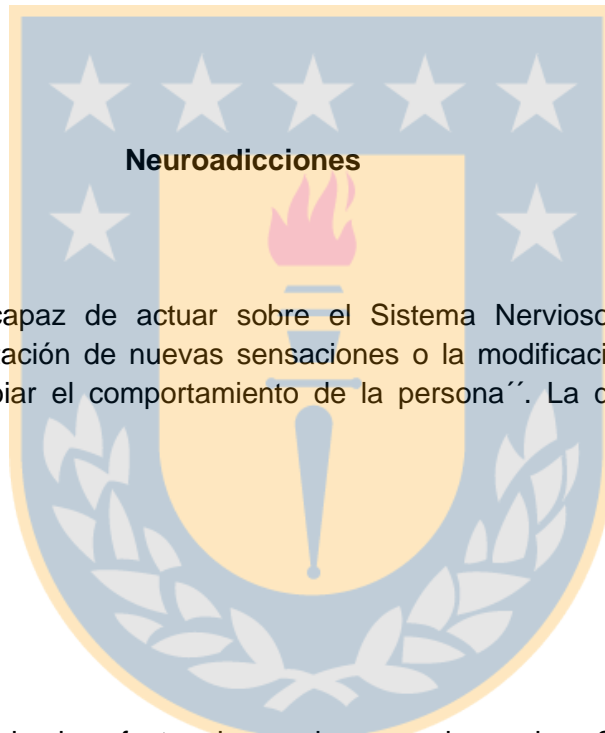 Neuroadicciones
capaz de actuar sobre el Sistema Nervioso
ación de nuevas sensaciones o la modificaci
biar el comportamiento de la persona´´. La d